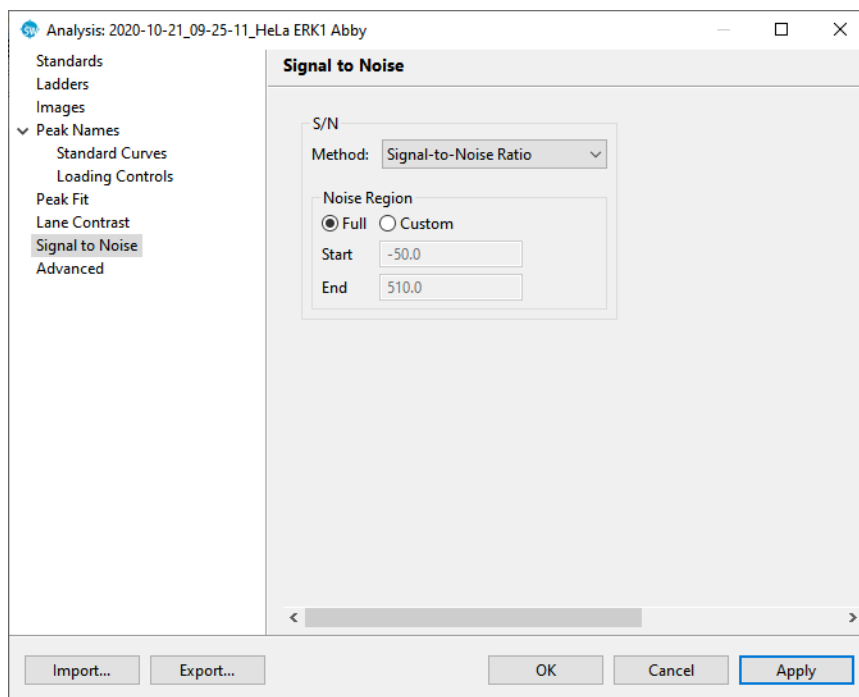 Analysis: 2020-10-21_09-25-11_HeLa ERK1 Abby
Standards
Ladders
Images
Peak Names
Standard Curves
Loading Controls
Peak Fit
Lane Contrast
Signal to Noise
Advanced
Signal to Noise
S/N
Method: Signal-to-Noise Ratio
Noise Region
Full Custom
Start -50.0
End 510.0
Import... Export... OK Cancel Apply